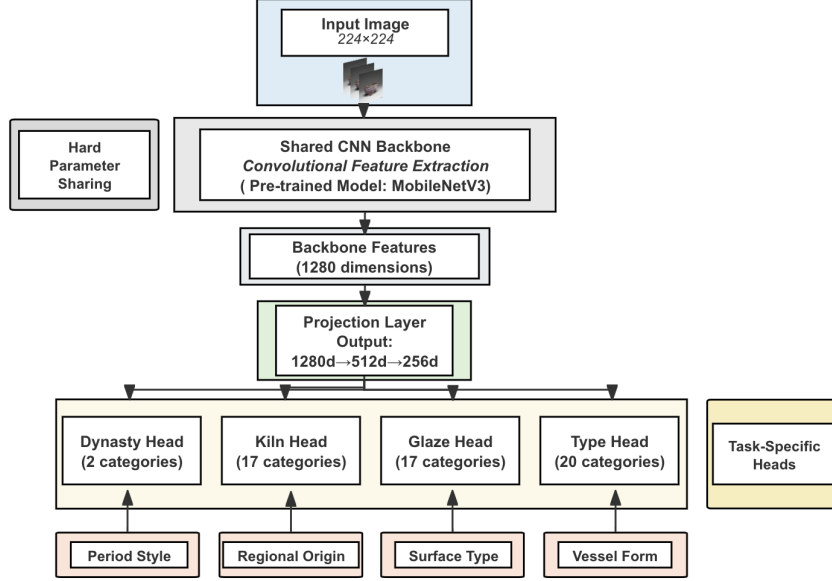 Input Image
224×224
Hard
Parameter
Sharing
Shared CNN Backbone
Convolutional Feature Extraction
( Pre-trained Model: MobileNetV3)
Backbone Features
(1280 dimensions)
Projection Layer
Output:
1280d→512d→256d
Dynasty Head
(2 categories)
Kiln Head
(17 categories)
Glaze Head
(17 categories)
Type Head
(20 categories)
Task-Specific
Heads
Period Style
Regional Origin
Surface Type
Vessel Form